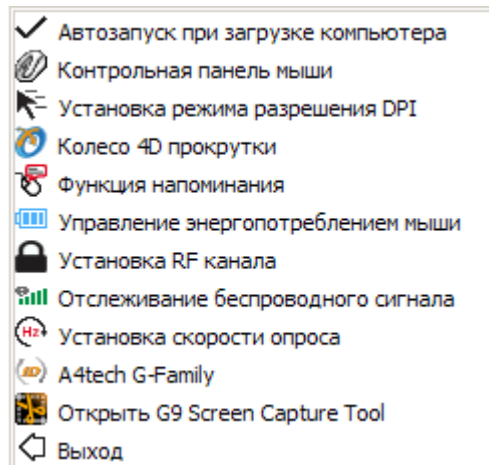 Автозапуск при загрузке компьютера
Контрольная панель мыши
Установка режима разрешения DPI
Колесо 4D прокрутки
Функция напоминания
Управление энергопотреблением мыши
Установка RF канала
Отслеживание беспроводного сигнала
Hz Установка скорости опроса
A4tech G-Family
Открыть G9 Screen Capture Tool
Выход